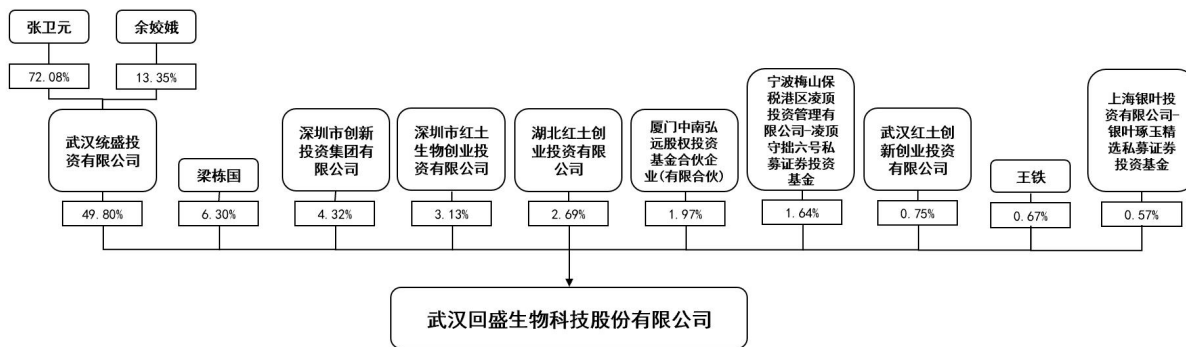 张卫元
余姣娥
72.08%
13.35%
武汉统盛投
资有限公司
梁栋国
深圳市创新
投资集团有
限公司
深圳市红土
生物创业投
资有限公司
湖北红土创
业投资有限
公司
厦门中南弘
远股权投资
基金合伙企
业(有限合伙)
宁波梅山保
税港区凌顶
投资管理有
限公司-凌顶
守拙六号私
募证券投资
基金
武汉红土创
新创业投资
有限公司
王铁
上海银叶投
资有限公司-
银叶琢玉精
选私募证券
投资基金
49.80%
6.30%
4.32%
3.13%
2.69%
1.97%
1.64%
0.75%
0.67%
0.57%
武汉回盛生物科技股份有限公司